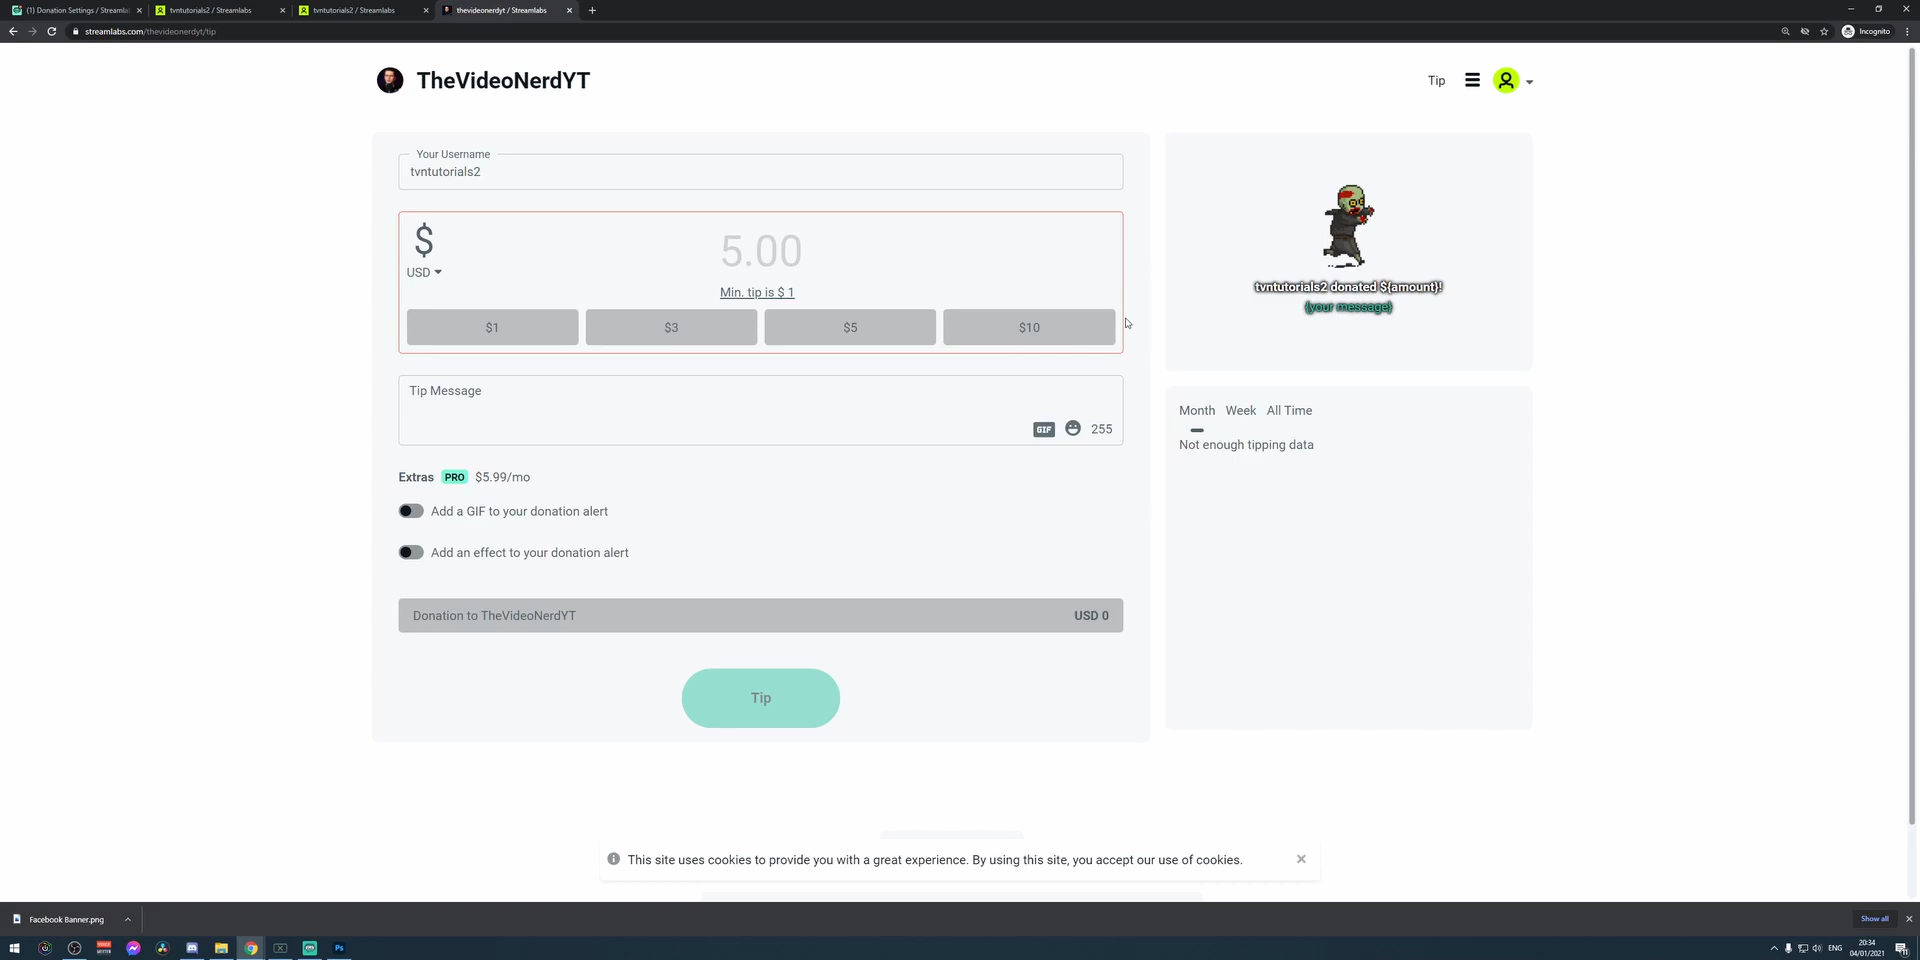 (1) Donation Settings / Streamla
tvntutorials2 / Streamlabs
tvntutorials2 / Streamlabs
thevideonerdyt / Streamlabs
streamlabs.com/thevideonerdyt/tip
Incognito
TheVideoNerdYT
Tip
Your Username
tvntutorials2
$
5.00
USD
Min. tip is $ 1
$1
$3
$5
$10
tvntutorials2 donated ${amount}!
{your message}
Tip Message
GIF
255
Month Week All Time
Not enough tipping data
Extras PRO $5.99/mo
Add a GIF to your donation alert
Add an effect to your donation alert
Donation to TheVideoNerdYT
USD 0
Tip
This site uses cookies to provide you with a great experience. By using this site, you accept our use of cookies.
Facebook Banner.png
Show all
Ps
ENG
20:34
04/01/2021